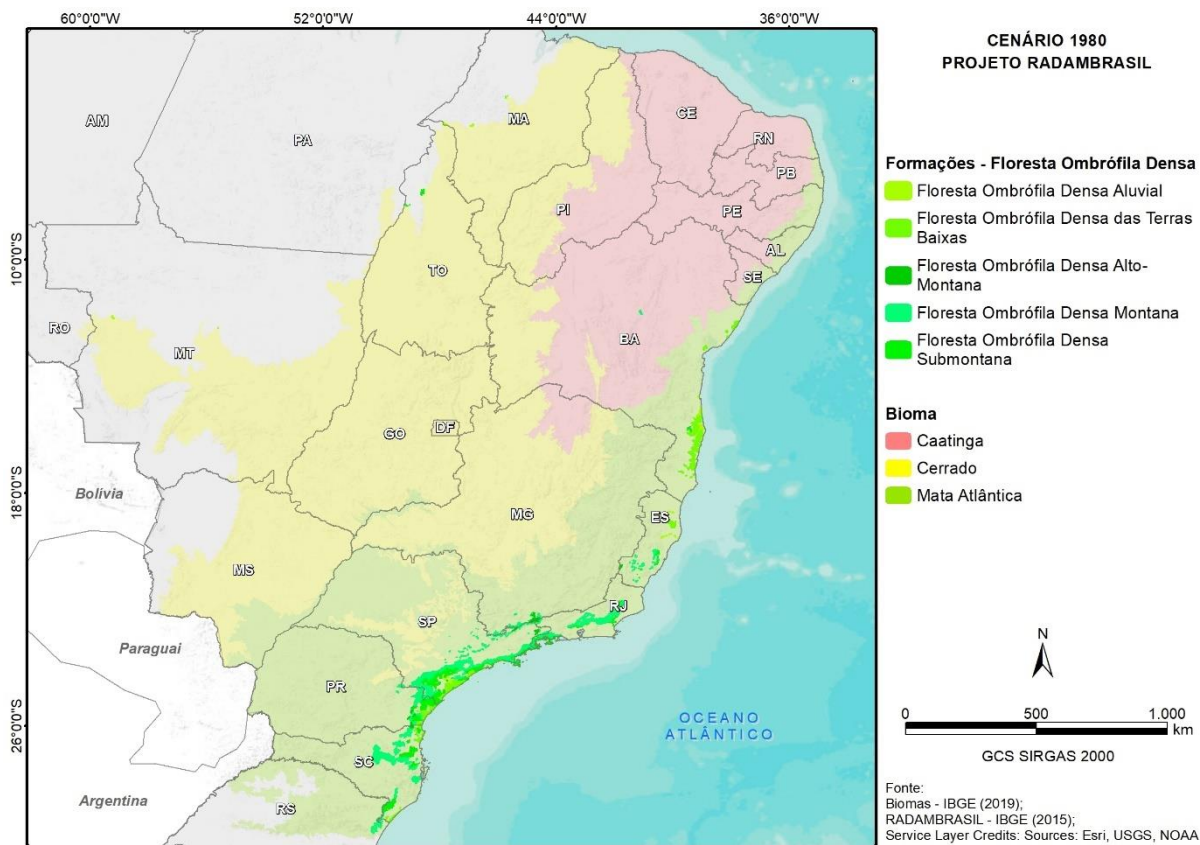 60°0'0"W
52°0'0"W
44°0'0"W
36°0'0"W
10°0'0"S
18°0'0"S
26°0'0"S
AM
PA
MA
CE
RN
PB
PE
PI
AL
SE
TO
BA
RO
MT
GO
DF
Bolivia
MG
ES
MS
RJ
SP
Paraguai
PR
OCEANO
ATLÂNTICO
SC
Argentina
RS
CENÁRIO 1980
PROJETO RADAMBRASIL
Formações - Floresta Ombrófila Densa
Floresta Ombrófila Densa Aluvial
Floresta Ombrófila Densa das Terras
Baixas
Floresta Ombrófila Densa Alto-
Montana
Floresta Ombrófila Densa Montana
Floresta Ombrófila Densa
Submontana
Bioma
Caatinga
Cerrado
Mata Atlântica
N
0 500 1.000
km
GCS SIRGAS 2000
Fonte:
Biomas - IBGE (2019);
RADAMBRASIL - IBGE (2015);
Service Layer Credits: Sources: Esri, USGS, NOAA